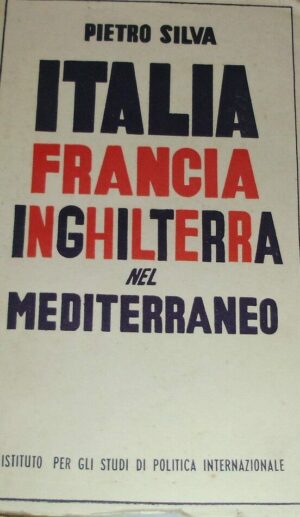 PIETRO SILVA
ITALIA
FRANCIA
INGHILTERRA
NEL
MEDITERRANEO
ISTITUTO PER GLI STUDI DI POLITICA INTERNAZIONALE